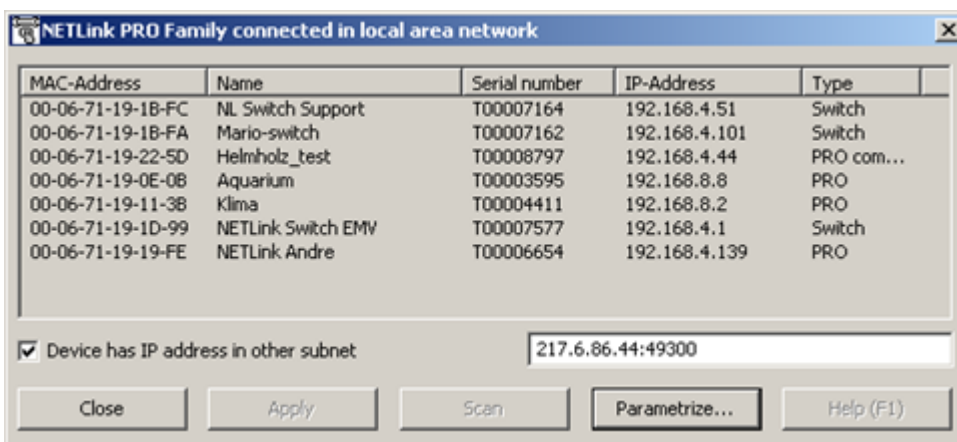 NETLink PRO Family connected in local area network
MAC-Address Name Serial number IP-Address Type
00-06-71-19-1B-FC NL Switch Support T00007164 192.168.4.51 Switch
00-06-71-19-1B-FA Mario-switch T00007162 192.168.4.101 Switch
00-06-71-19-22-5D Helmholz_test T00008797 192.168.4.44 PRO com...
00-06-71-19-0E-0B Aquarium T00003595 192.168.8.8 PRO
00-06-71-19-11-3B Klima T00004411 192.168.8.2 PRO
00-06-71-19-1D-99 NETLink Switch EMV T00007577 192.168.4.1 Switch
00-06-71-19-19-FE NETLink Andre T00006654 192.168.4.139 PRO
Device has IP address in other subnet 217.6.86.44:49300
Close Apply Scan Parametrize... Help (F1)